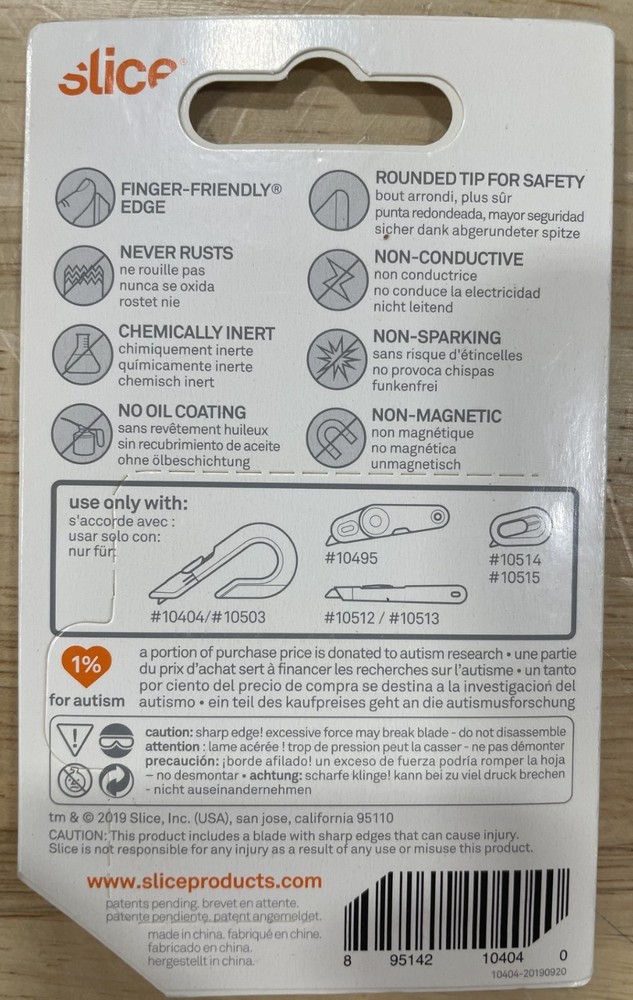 slice®
FINGER-FRIENDLY®
EDGE
ROUNDED TIP FOR SAFETY
bout arrondi, plus sûr
punta redondeada, mayor seguridad
sicher dank abgerundeter spitze
NEVER RUSTS
ne rouille pas
nunca se oxida
rostet nie
NON-CONDUCTIVE
non conductrice
no conduce la electricidad
nicht leitend
CHEMICALLY INERT
chimiquement inerte
químicamente inerte
chemisch inert
NON-SPARKING
sans risque d'étincelles
no provoca chispas
funkenfrei
NO OIL COATING
sans revêtement huileux
sin recubrimiento de aceite
ohne ölbeschichtung
NON-MAGNETIC
non magnétique
no magnética
unmagnetisch
use only with:
s'accorde avec :
usar solo con:
nur für:
#10404/#10503
#10495
#10512 / #10513
#10514
#10515
1%
for autism
a portion of purchase price is donated to autism research • une partie
du prix d'achat sert à financer les recherches sur l'autisme • un tanto
por ciento del precio de compra se destina a la investigación del
autismo • ein teil des kaufpreises geht an die autismusforschung
caution: sharp edge! excessive force may break blade - do not disassemble
attention : lame acérée ! trop de pression peut la casser - ne pas démonter
precaución: ¡borde afilado! un exceso de fuerza podría romper la hoja
– no desmontar • achtung: scharfe klinge! kann bei zu viel druck brechen
- nicht auseinandernehmen
tm & © 2019 Slice, Inc. (USA), san jose, california 95110
CAUTION: This product includes a blade with sharp edges that can cause injury.
Slice is not responsible for any injury as a result of any use or misuse this product.
www.sliceproducts.com
patents pending. brevet en attente.
patente pendiente. patent angemeldet.
made in china. fabriqué en chine.
fabricado en china.
hergestellt in china.
8 95142 10404 0
10404-20190920